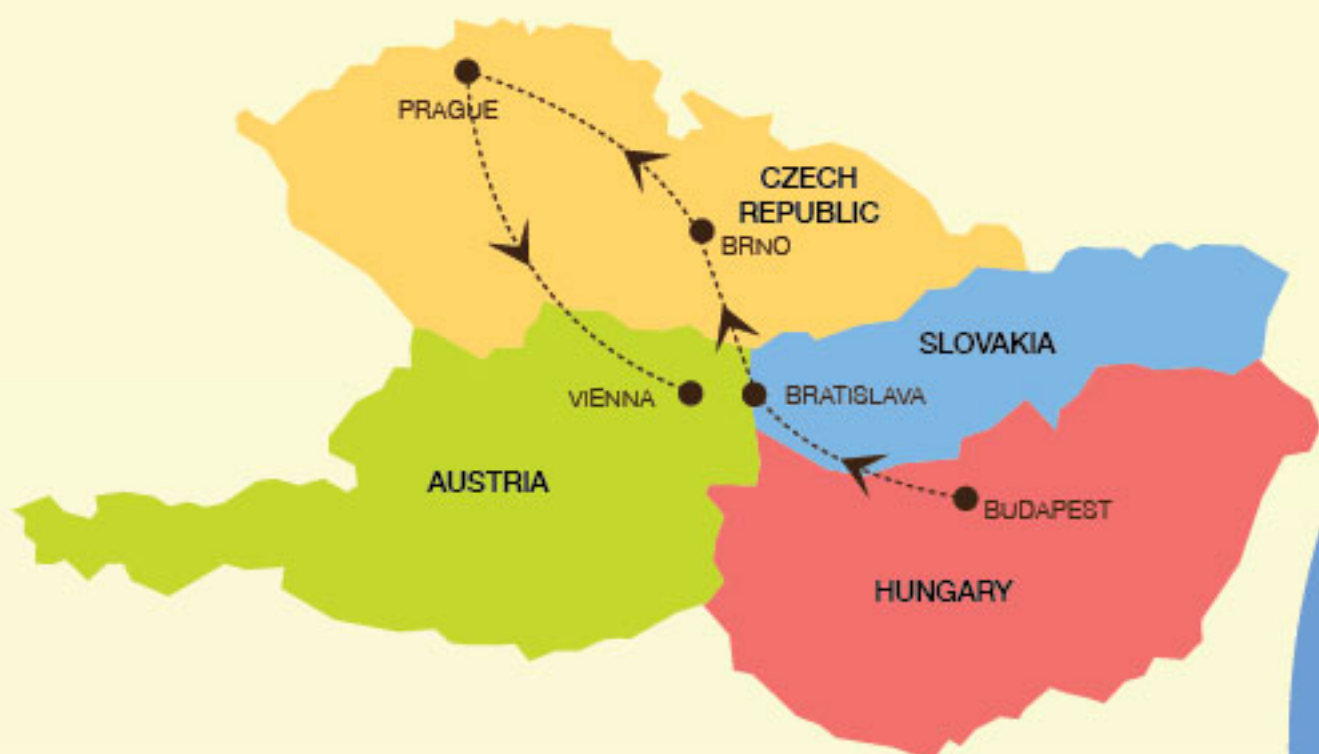 PRAGUE
CZECH
REPUBLIC
BRNO
SLOVAKIA
VIENNA
BRATISLAVA
AUSTRIA
BUDAPEST
HUNGARY